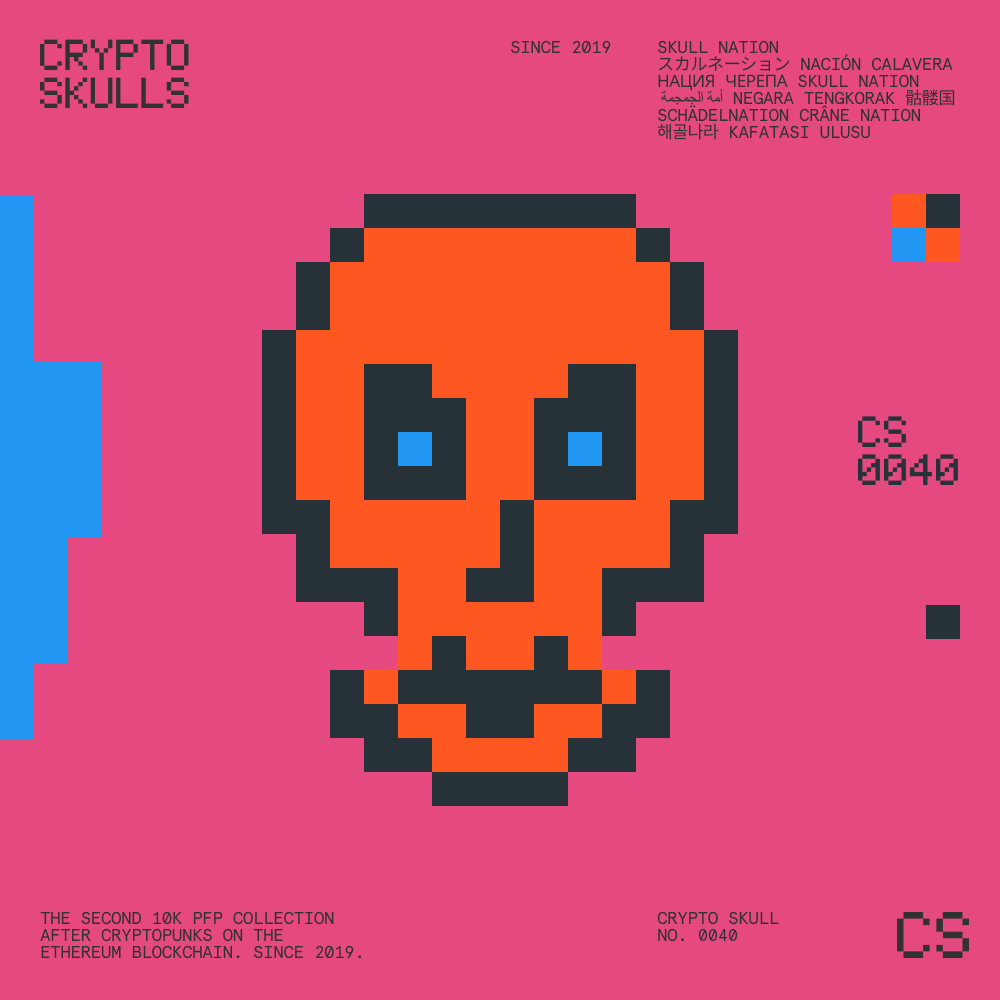 CRYPTO
SKULLS
SINCE 2019
SKULL NATION
スカルネーション NACIÓN CALAVERA
НАЦИЯ ЧЕРЕПА SKULL NATION
أمة الجمجمة NEGARA TENGKORAK 骷髅国
SCHÄDELNATION CRÂNE NATION
해골나라 KAFATASI ULUSU
CS
0040
THE SECOND 10K PFP COLLECTION
AFTER CRYPTOPUNKS ON THE
ETHEREUM BLOCKCHAIN. SINCE 2019.
CRYPTO SKULL
NO. 0040
CS